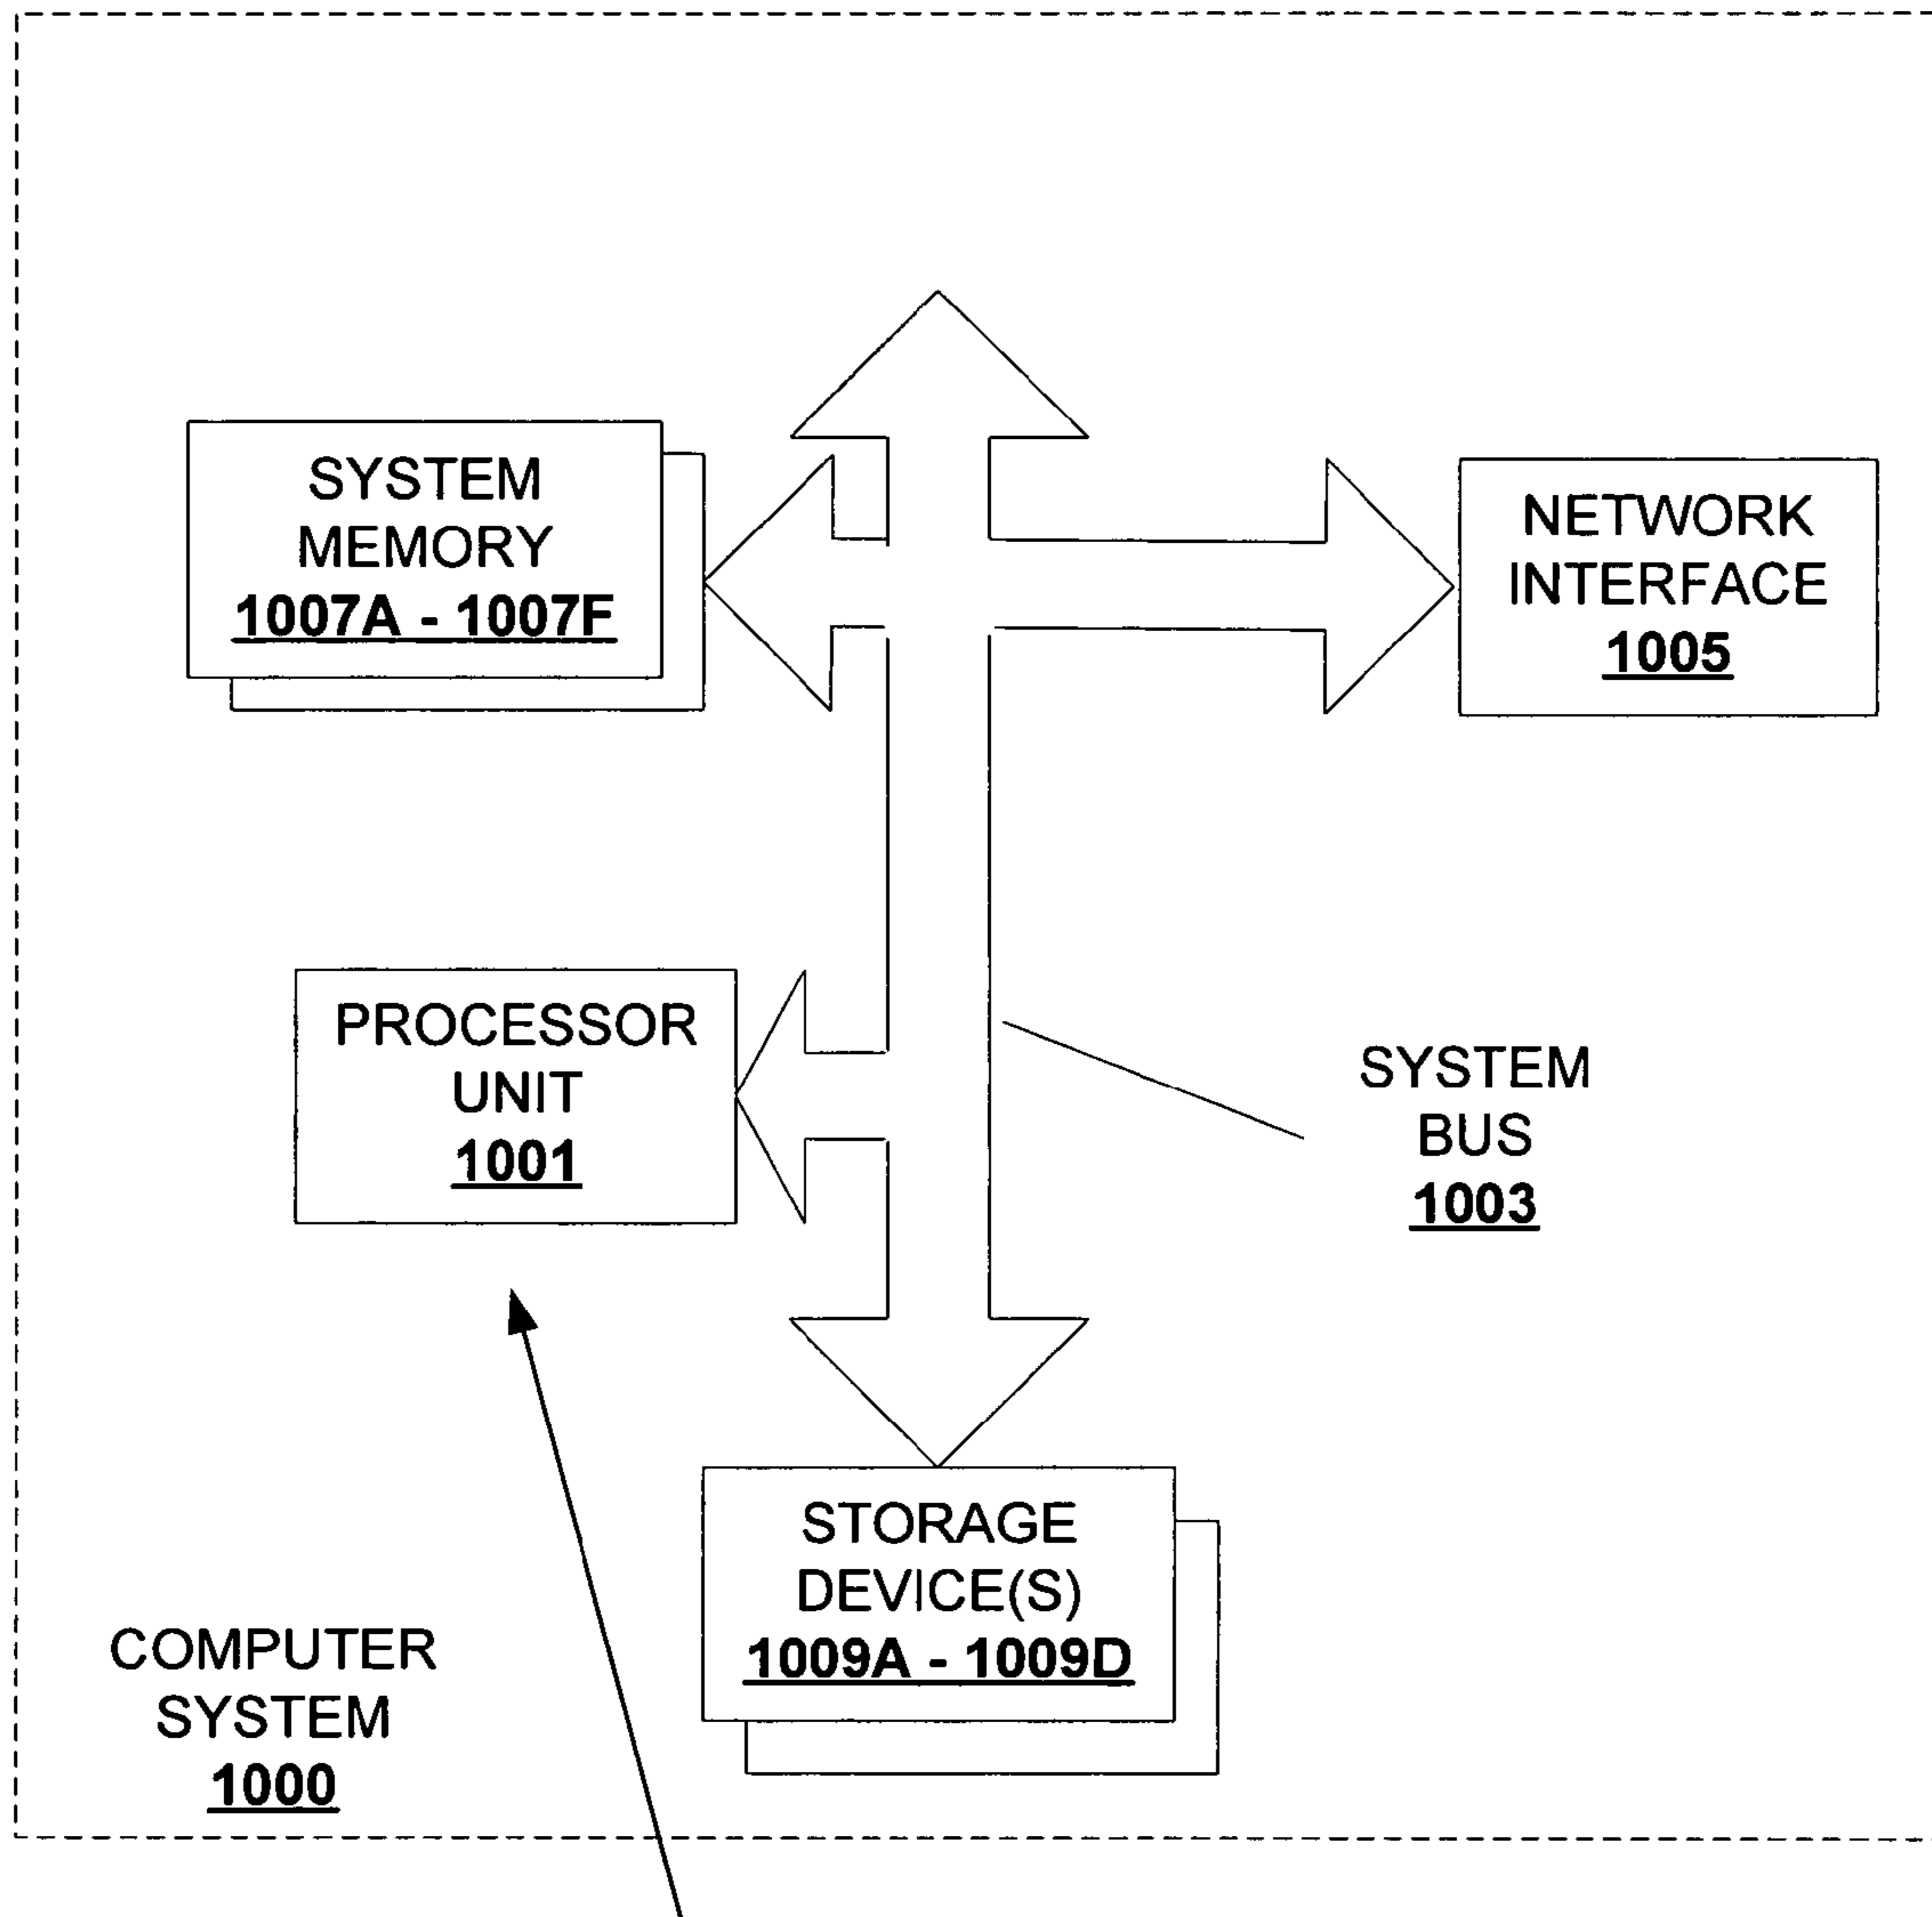 SYSTEM
MEMORY
1007A - 1007F
NETWORK
INTERFACE
1005
PROCESSOR
UNIT
1001
SYSTEM
BUS
1003
STORAGE
DEVICE(S)
1009A - 1009D
COMPUTER
SYSTEM
1000